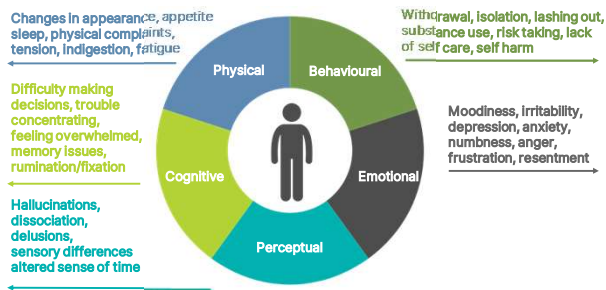 Changes in appearance, appetite
sleep, physical complaints,
tension, indigestion, fatigue
Difficulty making
decisions, trouble
concentrating,
feeling overwhelmed,
memory issues,
rumination/fixation
Hallucinations,
dissociation,
delusions,
sensory differences
altered sense of time
Physical
Behavioural
Cognitive
Emotional
Perceptual
Withdrawal, isolation, lashing out,
substance use, risk taking, lack
of self care, self harm
Moodiness, irritability,
depression, anxiety,
numbness, anger,
frustration, resentment